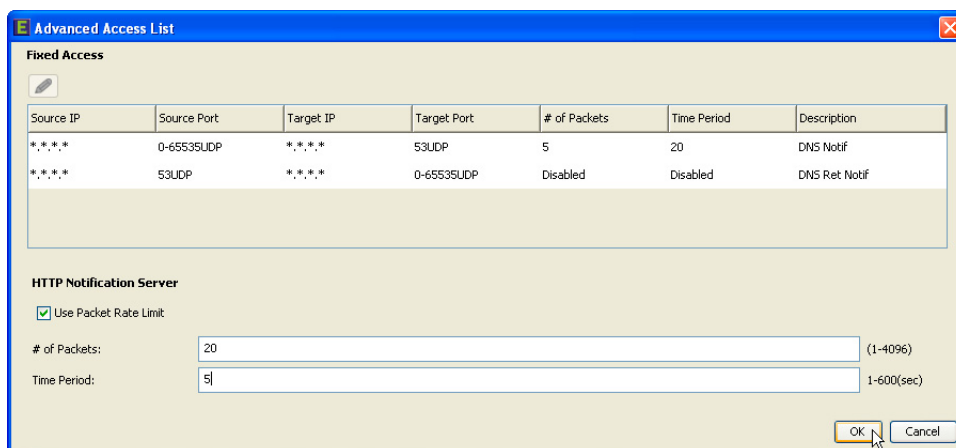 E Advanced Access List
Fixed Access
Source IP Source Port Target IP Target Port # of Packets Time Period Description
*.*.*.* 0-65535UDP *.*.*.* 53UDP 5 20 DNS Notif
*.*.*.* 53UDP *.*.*.* 0-65535UDP Disabled Disabled DNS Ret Notif
HTTP Notification Server
Use Packet Rate Limit
# of Packets: 20 (1-4096)
Time Period: 5 1-600(sec)
OK Cancel